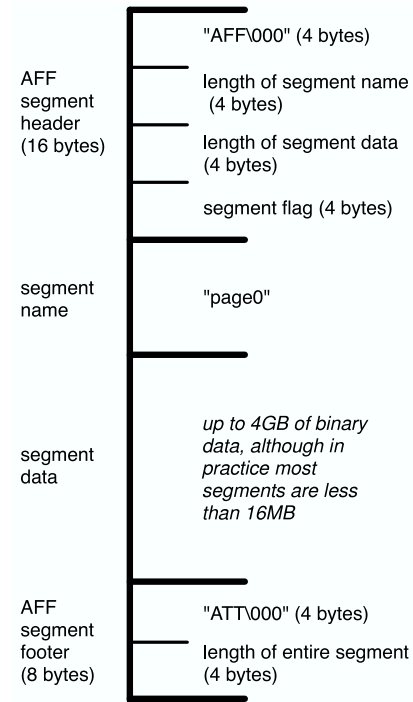 AFF
segment
header
(16 bytes)
"AFF\000" (4 bytes)
length of segment name
(4 bytes)
length of segment data
(4 bytes)
segment flag (4 bytes)
segment
name
"page0"
segment
data
up to 4GB of binary
data, although in
practice most
segments are less
than 16MB
AFF
segment
footer
(8 bytes)
"ATT\000" (4 bytes)
length of entire segment
(4 bytes)